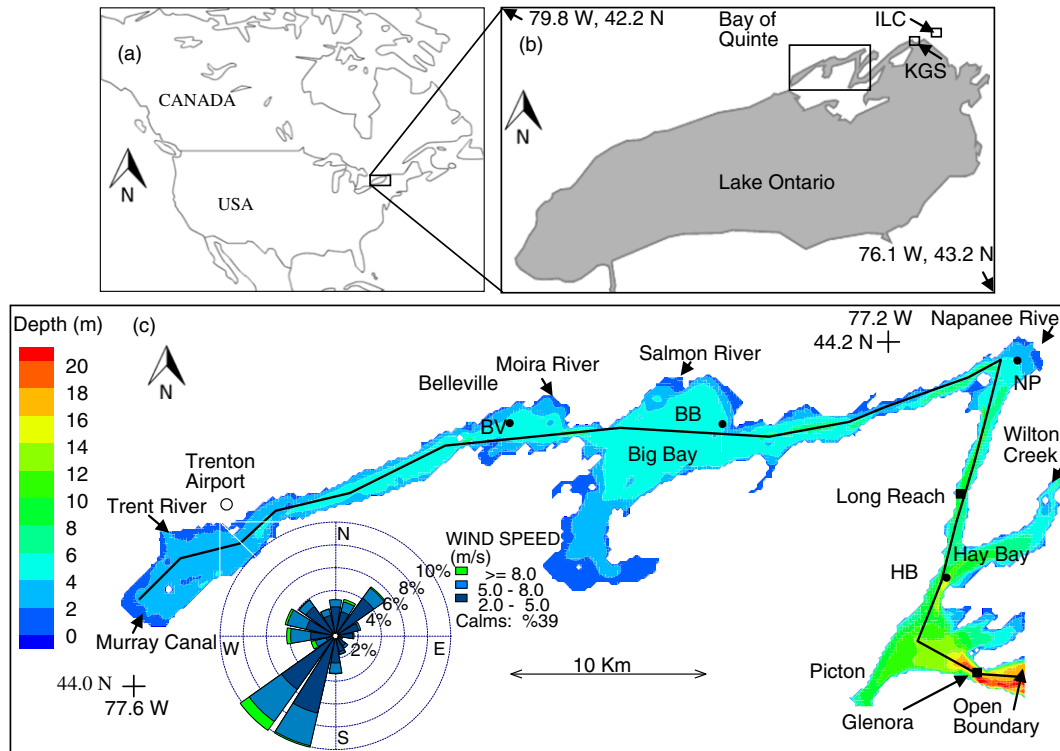 (a)
CANADA
USA
N
79.8 W, 42.2 N
(b)
Bay of
Quinte
ILC
KGS
N
Lake Ontario
76.1 W, 43.2 N
Depth (m)
20
18
16
14
12
10
8
6
4
2
0
(c)
N
77.2 W
44.2 N
Napanee Rive
NP
Moira River
Salmon River
Belleville
BV
BB
Big Bay
Wilton
Creek
Trenton
Airport
Trent River
Long Reach
Hay Bay
HB
Murray Canal
N
W
E
S
10%
8%
6%
4%
2%
WIND SPEED
(m/s)
>= 8.0
5.0 - 8.0
2.0 - 5.0
Calms: %39
10 Km
44.0 N
77.6 W
Picton
Glenora
Open
Boundary